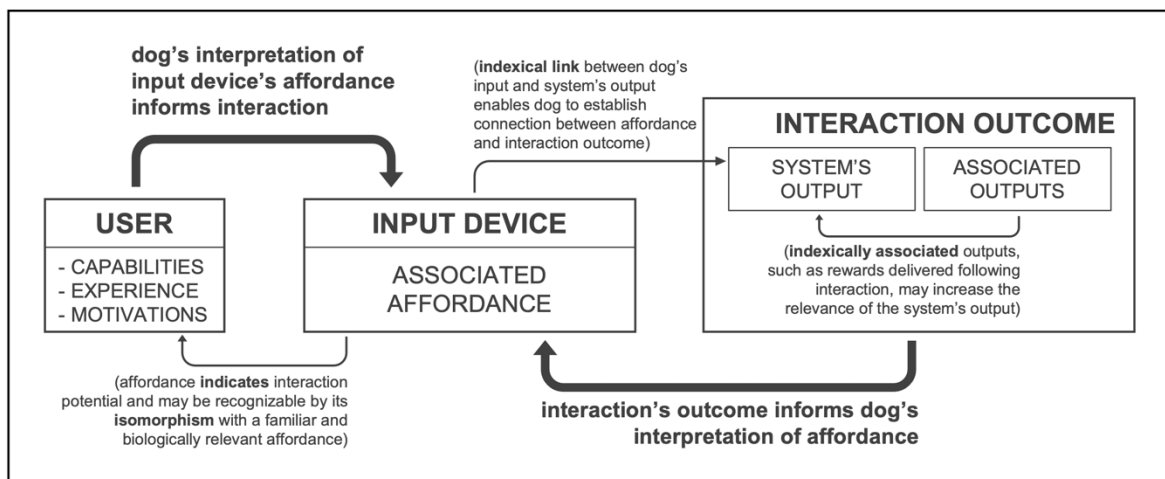 dog's interpretation of
input device's affordance
informs interaction
(indexical link between dog's
input and system's output
enables dog to establish
connection between affordance
and interaction outcome)
USER
- CAPABILITIES
- EXPERIENCE
- MOTIVATIONS
INPUT DEVICE
ASSOCIATED
AFFORDANCE
INTERACTION OUTCOME
SYSTEM'S
OUTPUT
ASSOCIATED
OUTPUTS
(indexically associated outputs,
such as rewards delivered following
interaction, may increase the
relevance of the system's output)
(affordance indicates interaction
potential and may be recognizable by its
isomorphism with a familiar and
biologically relevant affordance)
interaction's outcome informs dog's
interpretation of affordance